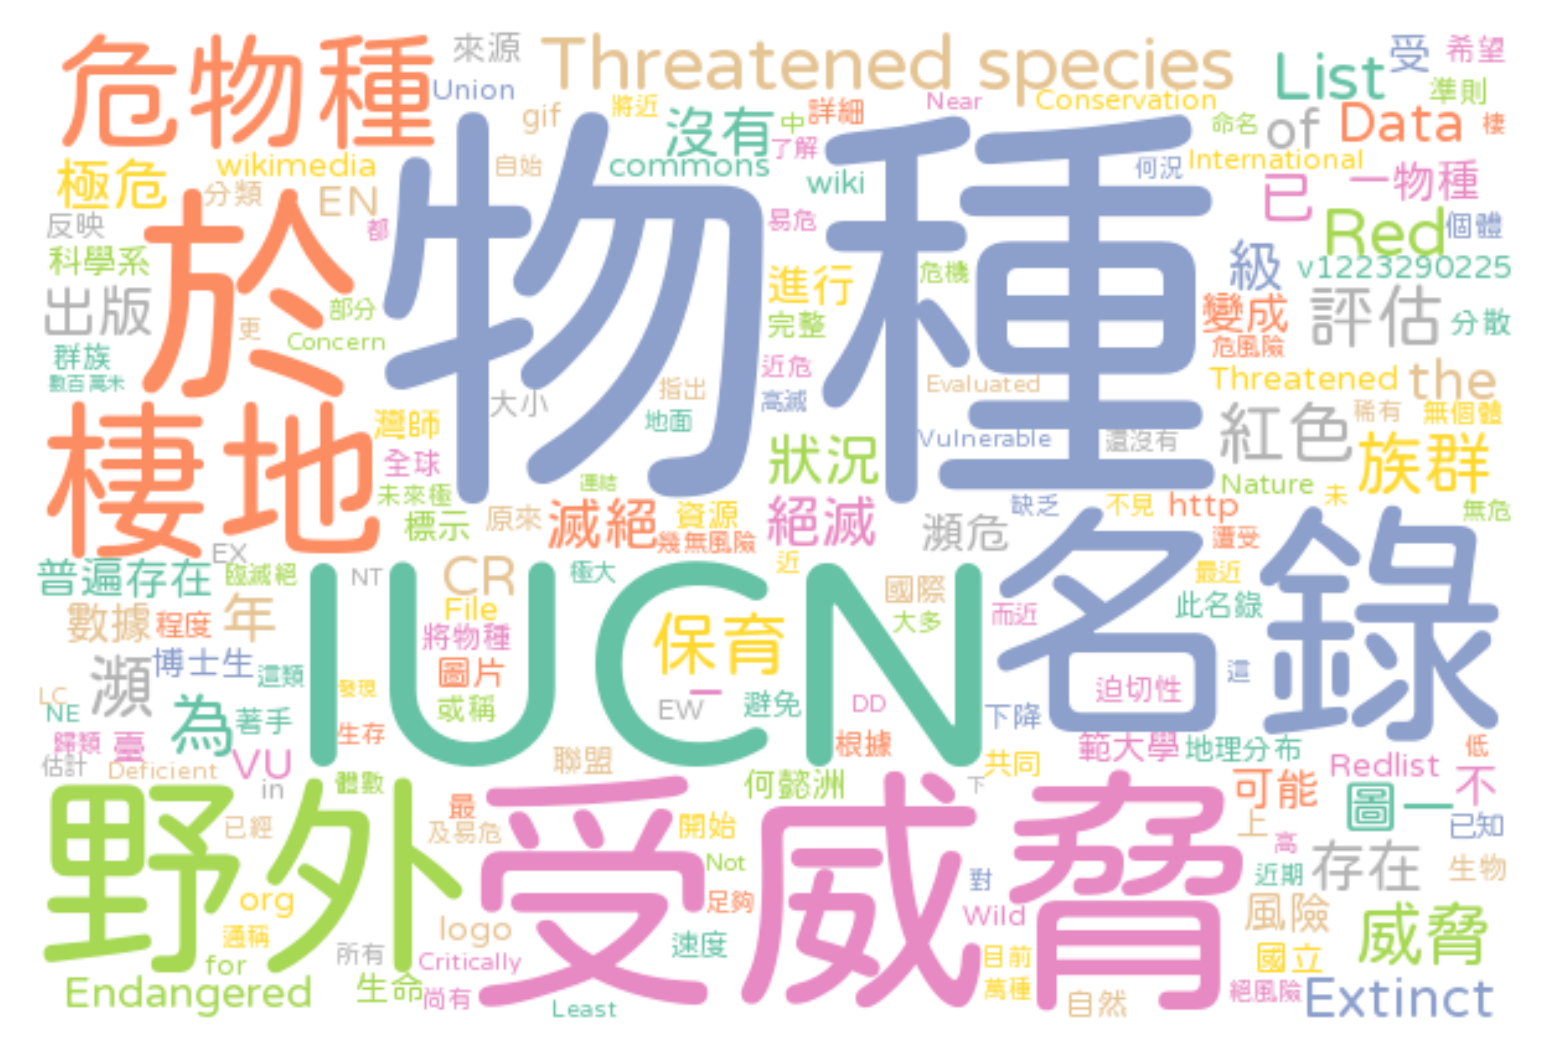 危物種
來源
Threatened species
List
受
希望
Union
gif
將近
沒有
中
詳細
Near
Conservation
準則
of
Data
命名
棲
極危
wikimedia
自始
commons
了解
wiki
何況
International
一物種
已
分類
EN
物種
反映
都
易危
Red
個體
科學系
於
進行
危機
級
v1223290225
出版
部分
更
Concern
完整
變成
評估
分散
群族
危風險
數百萬未
近危
Evaluated
Threatened
the
大小
指出
高滅
地面
棲地
灣師
Vulnerable
還沒有
紅色
稀有
無個體
族群
全球
狀況
未來極
連結
Nature
未
標示
原來
滅絕
資源
絕滅
瀕危
缺乏
不見
http
無危
幾無風險
遭受
EX
普遍存在
臨滅絕
NT
CR
極大
近
國際
最近
名錄
IUCN
數據
程度
年
File
保育
大多
而近
此名錄
將物種
瀕
博士生
這類
圖片
迫切性
這
LC
NE
發現
或稱
一
EW
避免
DD
下降
為
著手
歸類
臺
生存
根據
範大學
地理分布
低
估計
Deficient
VU
聯盟
共同
Redlist
in
體數
何懿洲
下
可能
不
野外
受威脅
最
圖一
已經
及易危
開始
上
已知
高
Not
存在
對
近期
生物
org
足夠
logo
Wild
風險
威脅
通稱
速度
所有
for
Critically
目前
國立
Endangered
生命
尚有
Least
萬種
自然
絕風險
Extinct